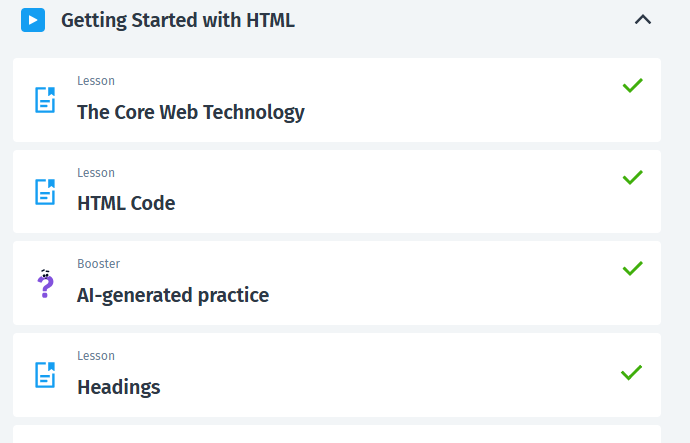 Getting Started with HTML
Lesson
The Core Web Technology
Lesson
HTML Code
Booster
AI-generated practice
Lesson
Headings